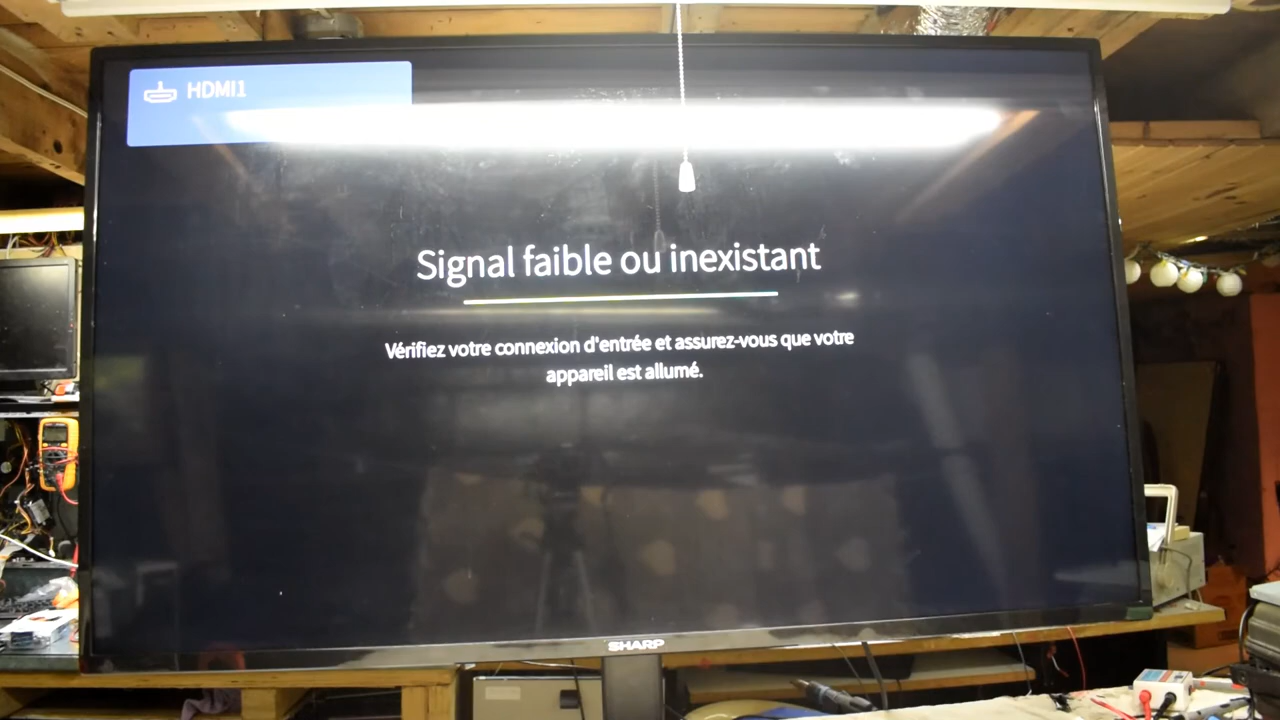 HDMI1
Signal faible ou inexistant
Vérifiez votre connexion d'entrée et assurez-vous que votre
appareil est allumé.
SHARP